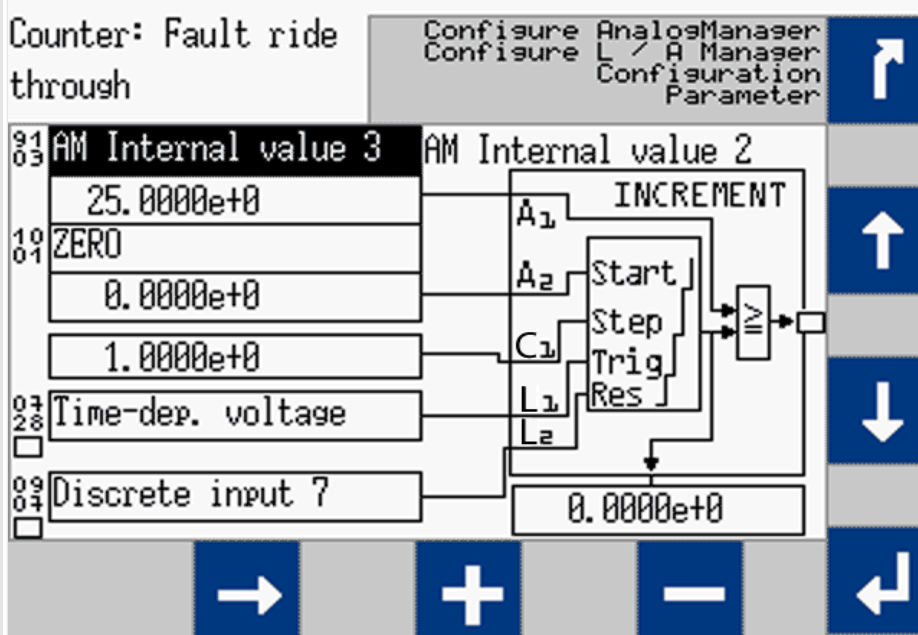 Counter: Fault ride
through
Configure AnalogManager
Configure L / A Manager
Configuration
Parameter
91
03
AM Internal value 3
AM Internal value 2
25.0000e+0
INCREMENT
A1
10
01
ZERO
0.0000e+0
A2
Start
Step
≧
1.0000e+0
C1
Trig
07
28
Time-dep. voltage
L1
Res
L2
09
07
Discrete input 7
0.0000e+0